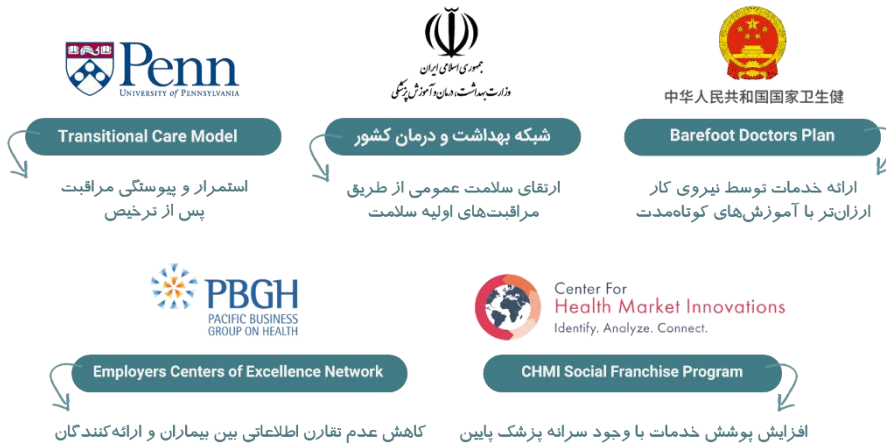 Penn
UNIVERSITY of PENNSYLVANIA
Transitional Care Model
استمرار و پیوستگی مراقبت
پس از ترخیص
جمهوری اسلامی ایران
وزارت بهداشت، درمان و آموزش پزشکی
شبکه بهداشت و درمان کشور
ارتقای سلامت عمومی از طریق
مراقبت‌های اولیه سلامت
中华人民共和国国家卫生健
Barefoot Doctors Plan
ارائه خدمات توسط نیروی کار
ارزان‌تر با آموزش‌های کوتاه‌مدت
PBGH
PACIFIC BUSINESS
GROUP ON HEALTH
Employers Centers of Excellence Network
کاهش عدم تقارن اطلاعاتی بین بیماران و ارائه‌کنندگان
Center For
Health Market Innovations
Identify. Analyze. Connect.
CHMI Social Franchise Program
افزایش پوشش خدمات با وجود سرانه پزشک پایین